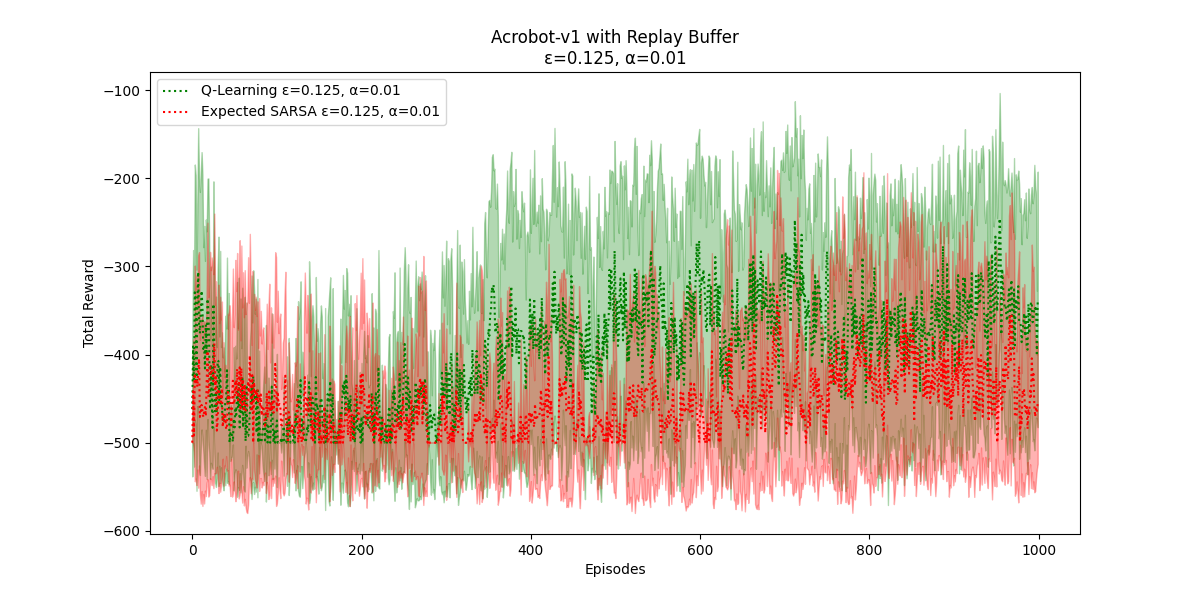 Acrobot-v1 with Replay Buffer
ε=0.125, α=0.01
Q-Learning ε=0.125, α=0.01
Expected SARSA ε=0.125, α=0.01
Total Reward
−100
−200
−300
−400
−500
−600
0 200 400 600 800 1000
Episodes